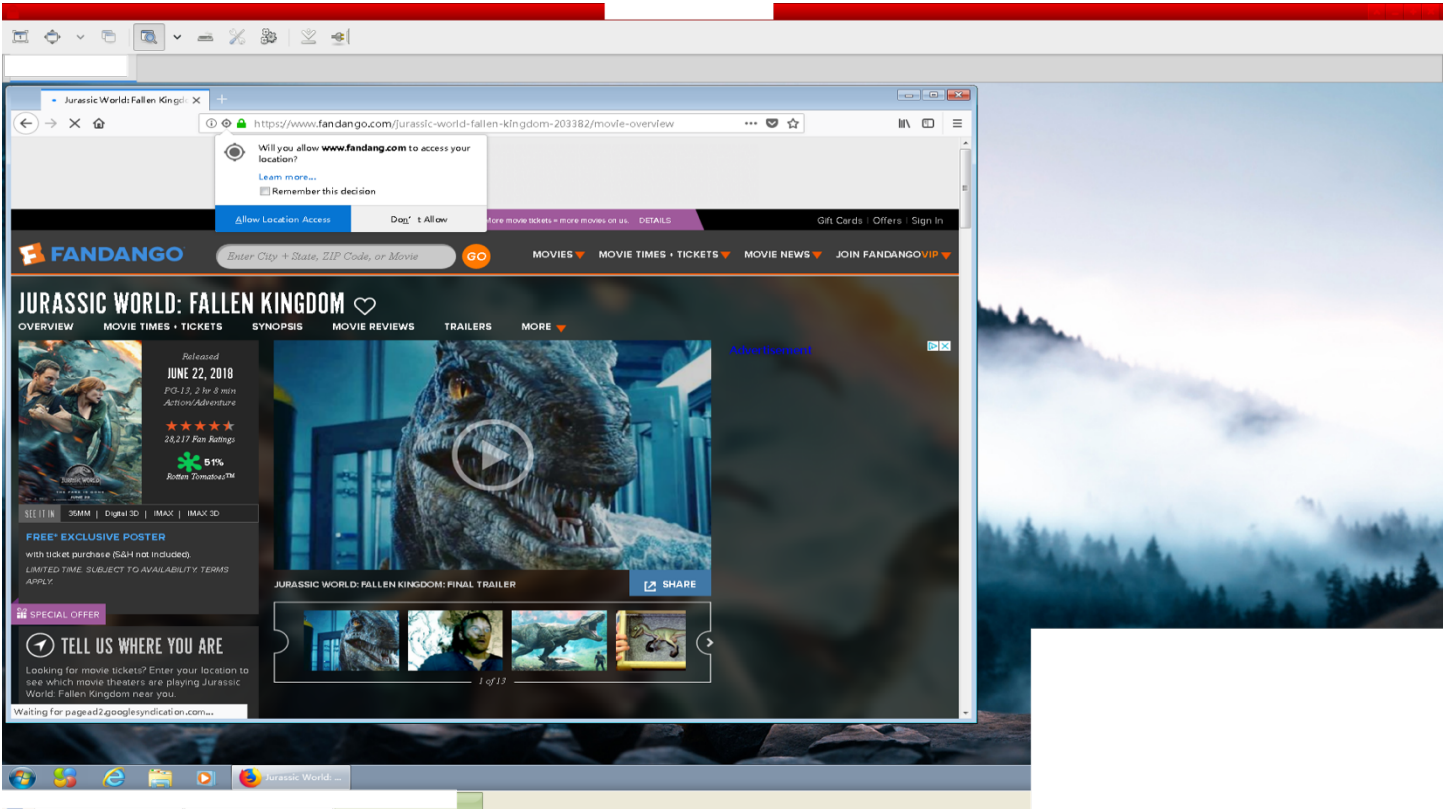 Jurassic World: Fallen Kingdo
https://www.fandango.com/jurassic-world-fallen-kingdom-203382/movie-overview
Will you allow www.fandang.com to access your
location?
Learn more...
Remember this decision
Allow Location Access
Don't Allow
More movie tickets = more movies on us. DETAILS
Gift Cards | Offers | Sign In
FANDANGO
Enter City + State, ZIP Code, or Movie
GO
MOVIES
MOVIE TIMES + TICKETS
MOVIE NEWS
JOIN FANDANGOVIP
JURASSIC WORLD: FALLEN KINGDOM
OVERVIEW
MOVIE TIMES + TICKETS
SYNOPSIS
MOVIE REVIEWS
TRAILERS
MORE
Released
JUNE 22, 2018
PG-13, 2 hr 8 min
Action/Adventure
28,217 Fan Ratings
51%
Rotten Tomatoes™
Advertisement
JURASSIC WORLD
SEE IT IN
35MM | Digital 3D | IMAX | IMAX 3D
FREE* EXCLUSIVE POSTER
with ticket purchase (S&H not included).
LIMITED TIME. SUBJECT TO AVAILABILITY. TERMS
APPLY.
SPECIAL OFFER
JURASSIC WORLD: FALLEN KINGDOM: FINAL TRAILER
SHARE
1 of 13
TELL US WHERE YOU ARE
Looking for movie tickets? Enter your location to
see which movie theaters are playing Jurassic
World: Fallen Kingdom near you.
Waiting for pagead2.googlesyndication.com...
Jurassic World: ...